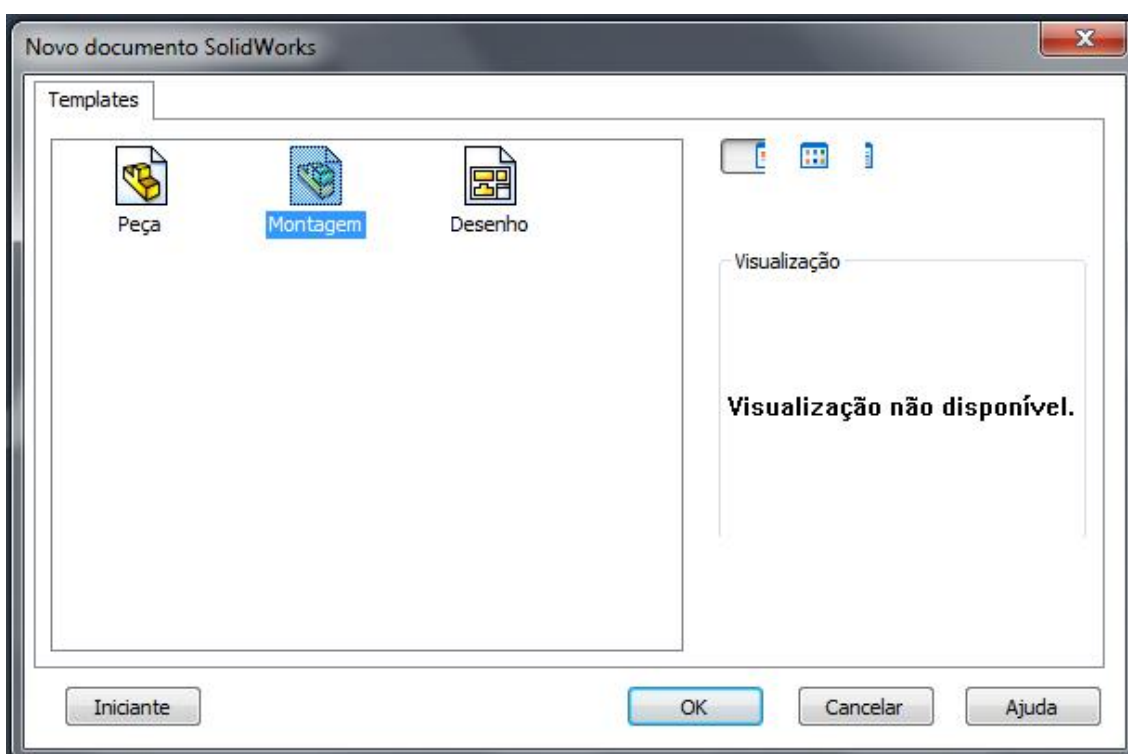 Novo documento SolidWorks
Templates
Peça
Montagem
Desenho
Visualização
Visualização não disponível.
Iniciante
OK
Cancelar
Ajuda